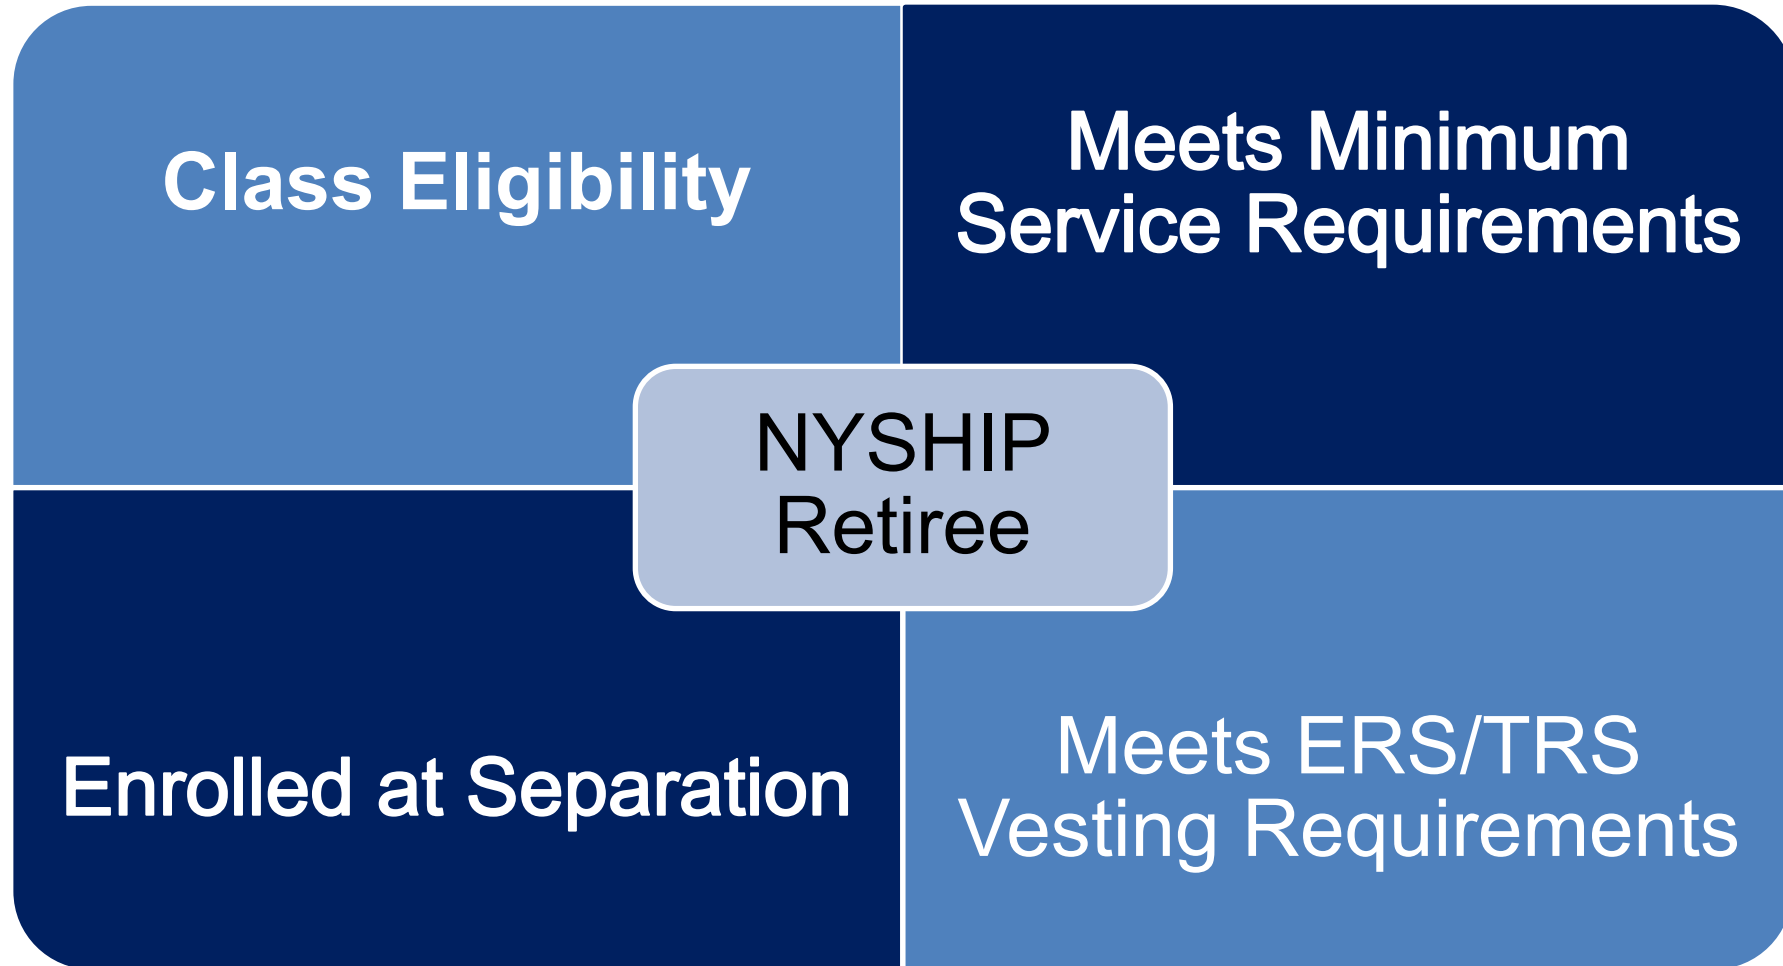 Class Eligibility
Meets Minimum
Service Requirements
NYSHIP
Retiree
Enrolled at Separation
Meets ERS/TRS
Vesting Requirements